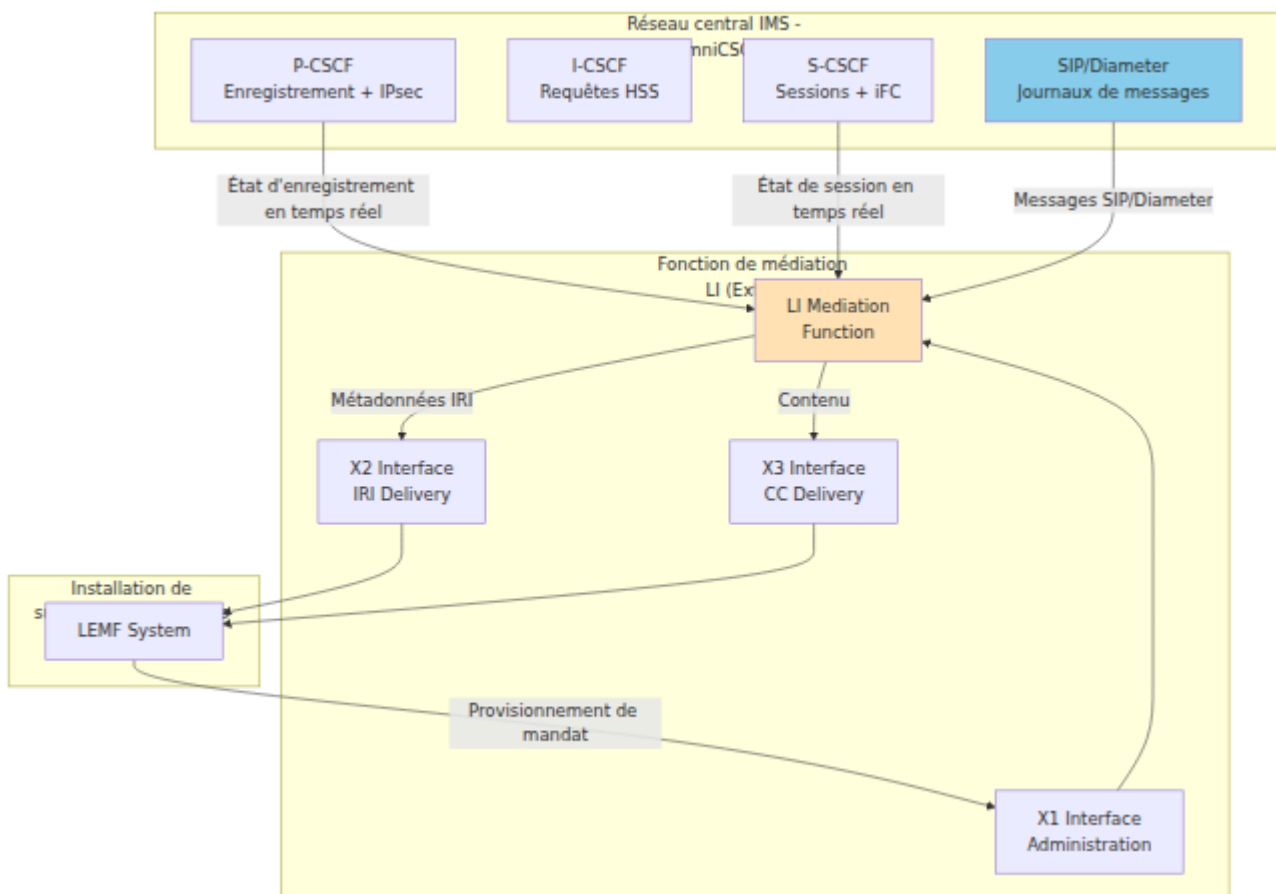 Réseau central IMS -
P-CSCF
Enregistrement + IPsec
I-CSCF
Requêtes HSS
S-CSCF
Sessions + iFC
SIP/Diameter
Journaux de messages
État d'enregistrement
en temps réel
État de session en
temps réel
Messages SIP/Diameter
Fonction de médiation
LI (Ex
LI Mediation
Function
Métadonnées IRI
Contenu
X2 Interface
IRI Delivery
X3 Interface
CC Delivery
Installation de
LEMF System
Provisionnement de
mandat
X1 Interface
Administration